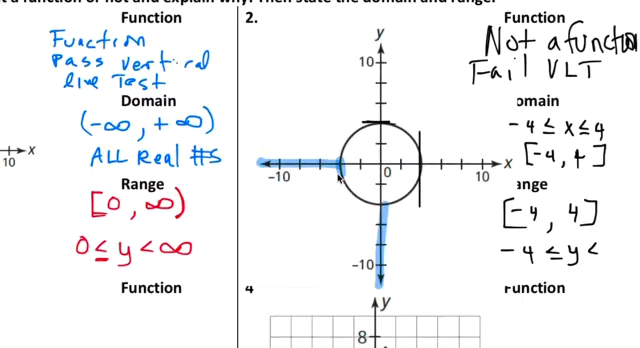 t a function or not and explain why. Then state the domain and range.
Function
Function
Pass vertical
line Test
Domain
(-∞, +∞)
ALL Real #s
Range
[0, ∞)
0 ≤ y < ∞
Function
x
10
2.
y
10
-10
0
10
x
-10
Function
Not a function
Fail VLT
omain
-4 ≤ x ≤ 4
[-4, 4]
ange
[-4, 4]
-4 ≤ y <
Function
4
y
8